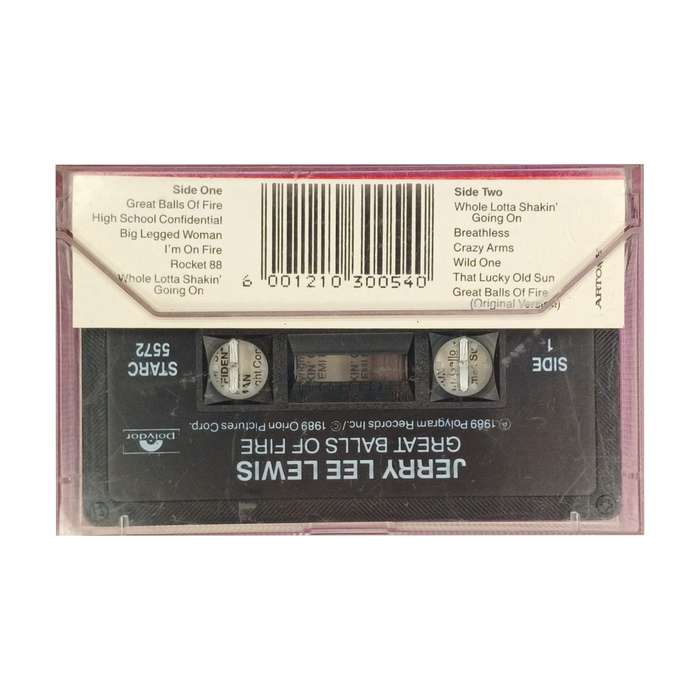 Side One
Great Balls Of Fire
High School Confidential
Big Legged Woman
I'm On Fire
Rocket 88
Whole Lotta Shakin'
Going On
6 001210 300540
Side Two
Whole Lotta Shakin'
Going On
Breathless
Crazy Arms
Wild One
That Lucky Old Sun
Great Balls Of Fire
(Original Version)
JERRY LEE LEWIS
GREAT BALLS OF FIRE
℗ 1989 Polygram Records Inc./© 1989 Orion Pictures Corp.
polydor
SIDE
1
STARC
5572